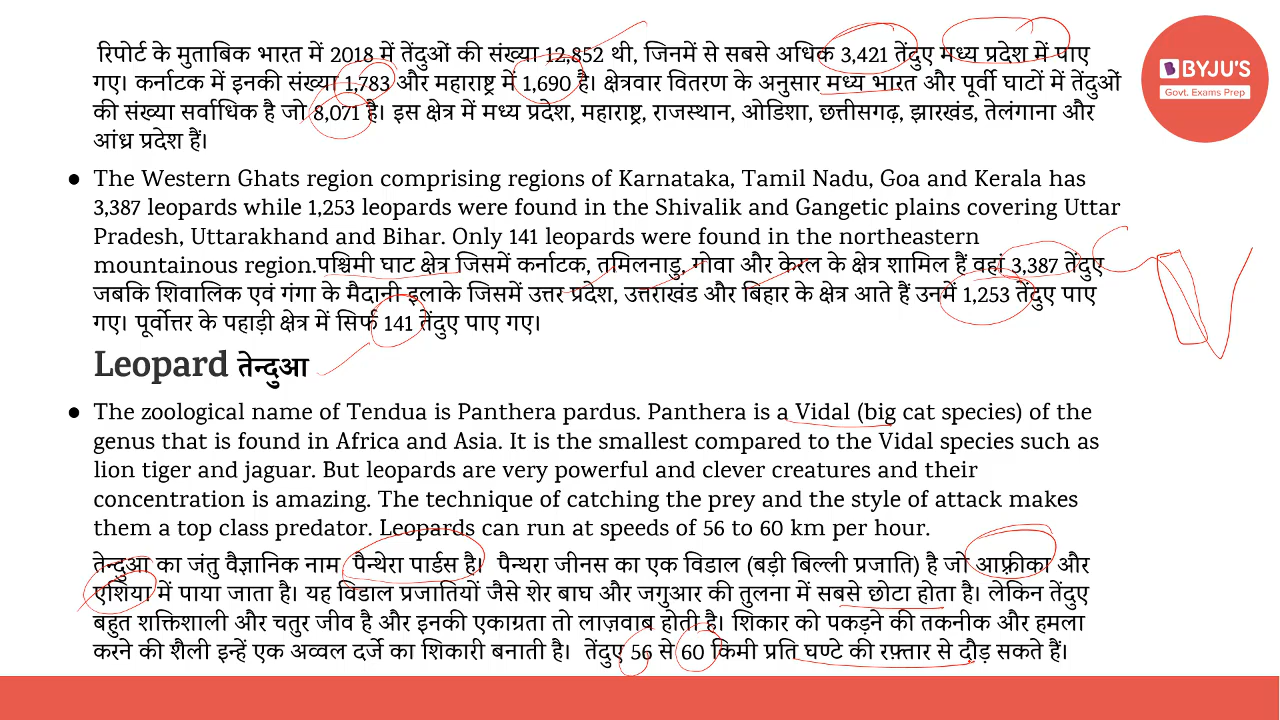 रिपोर्ट के मुताबिक भारत में 2018 में तेंदुओं की संख्या 12,852 थी, जिनमें से सबसे अधिक 3,421 तेंदुए मध्य प्रदेश में पाए
गए। कर्नाटक में इनकी संख्या 1,783 और महाराष्ट्र में 1,690 है। क्षेत्रवार वितरण के अनुसार मध्य भारत और पूर्वी घाटों में तेंदुओं
की संख्या सर्वाधिक है जो 8,071 है। इस क्षेत्र में मध्य प्रदेश, महाराष्ट्र, राजस्थान, ओडिशा, छत्तीसगढ़, झारखंड, तेलंगाना और
आंध्र प्रदेश हैं।
BYJU'S
Govt. Exams Prep
● The Western Ghats region comprising regions of Karnataka, Tamil Nadu, Goa and Kerala has
3,387 leopards while 1,253 leopards were found in the Shivalik and Gangetic plains covering Uttar
Pradesh, Uttarakhand and Bihar. Only 141 leopards were found in the northeastern
mountainous region.पश्चिमी घाट क्षेत्र जिसमें कर्नाटक, तमिलनाडु, गोवा और केरल के क्षेत्र शामिल हैं वहां 3,387 तेंदुए
जबकि शिवालिक एवं गंगा के मैदानी इलाके जिसमें उत्तर प्रदेश, उत्तराखंड और बिहार के क्षेत्र आते हैं उनमें 1,253 तेंदुए पाए
गए। पूर्वोत्तर के पहाड़ी क्षेत्र में सिर्फ 141 तेंदुए पाए गए।
Leopard तेन्दुआ
● The zoological name of Tendua is Panthera pardus. Panthera is a Vidal (big cat species) of the
genus that is found in Africa and Asia. It is the smallest compared to the Vidal species such as
lion tiger and jaguar. But leopards are very powerful and clever creatures and their
concentration is amazing. The technique of catching the prey and the style of attack makes
them a top class predator. Leopards can run at speeds of 56 to 60 km per hour.
तेन्दुआ का जंतु वैज्ञानिक नाम पैन्थेरा पार्डस है। पैन्थरा जीनस का एक विडाल (बड़ी बिल्ली प्रजाति) है जो आफ़्रीका और
एशिया में पाया जाता है। यह विडाल प्रजातियों जैसे शेर बाघ और जगुआर की तुलना में सबसे छोटा होता है। लेकिन तेंदुए
बहुत शक्तिशाली और चतुर जीव है और इनकी एकाग्रता तो लाज़वाब होती है। शिकार को पकड़ने की तकनीक और हमला
करने की शैली इन्हें एक अव्वल दर्जे का शिकारी बनाती है। तेंदुए 56 से 60 किमी प्रति घण्टे की रफ़्तार से दौड़ सकते हैं।